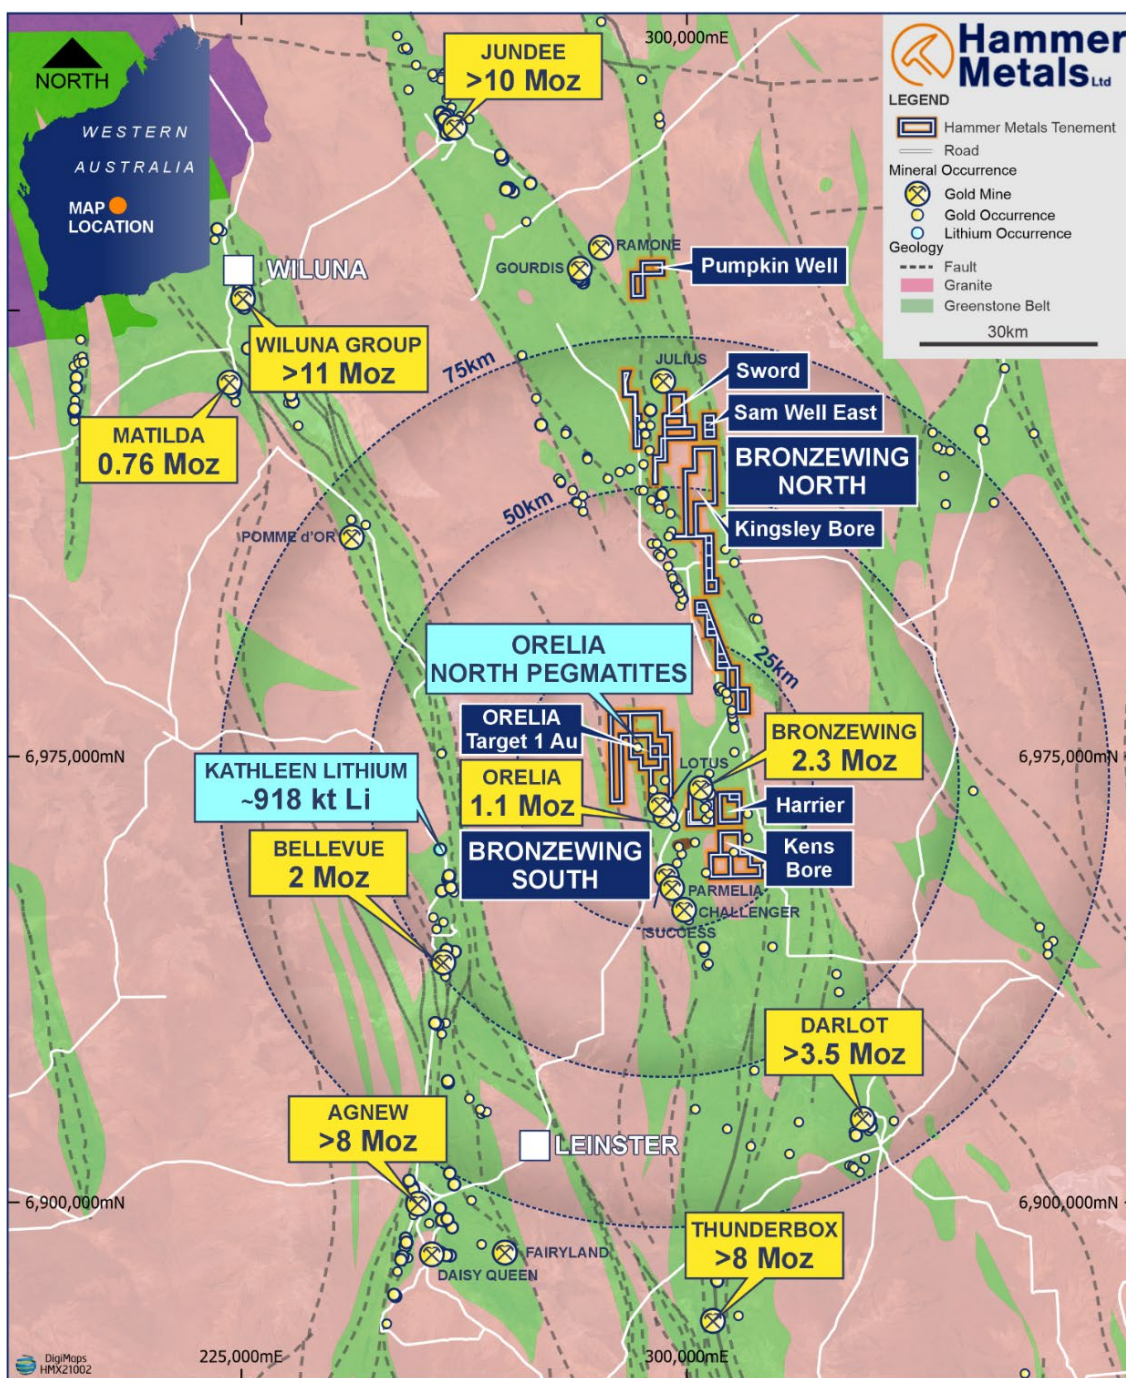 300,000mE
Hammer
Metals Ltd
NORTH
WESTERN
AUSTRALIA
MAP
LOCATION
LEGEND
Hammer Metals Tenement
Road
Mineral Occurrence
Gold Mine
Gold Occurrence
Lithium Occurrence
Geology
Fault
Granite
Greenstone Belt
30km
JUNDEE
>10 Moz
RAMONE
GOURDIS
Pumpkin Well
WILUNA
WILUNA GROUP
>11 Moz
75km
JULIUS
Sword
Sam Well East
MATILDA
0.76 Moz
BRONZEWING
NORTH
50km
Kingsley Bore
POMME d'OR
ORELIA
NORTH PEGMATITES
25km
ORELIA
Target 1 Au
BRONZEWING
2.3 Moz
6,975,000mN
6,975,000mN
LOTUS
KATHLEEN LITHIUM
~918 kt Li
ORELIA
1.1 Moz
Harrier
BELLEVUE
2 Moz
BRONZEWING
SOUTH
Kens
Bore
PARMELIA
CHALLENGER
SUCCESS
DARLOT
>3.5 Moz
AGNEW
>8 Moz
LEINSTER
6,900,000mN
6,900,000mN
THUNDERBOX
>8 Moz
FAIRYLAND
DAISY QUEEN
DigiMaps
HMX21002
225,000mE
300,000mE